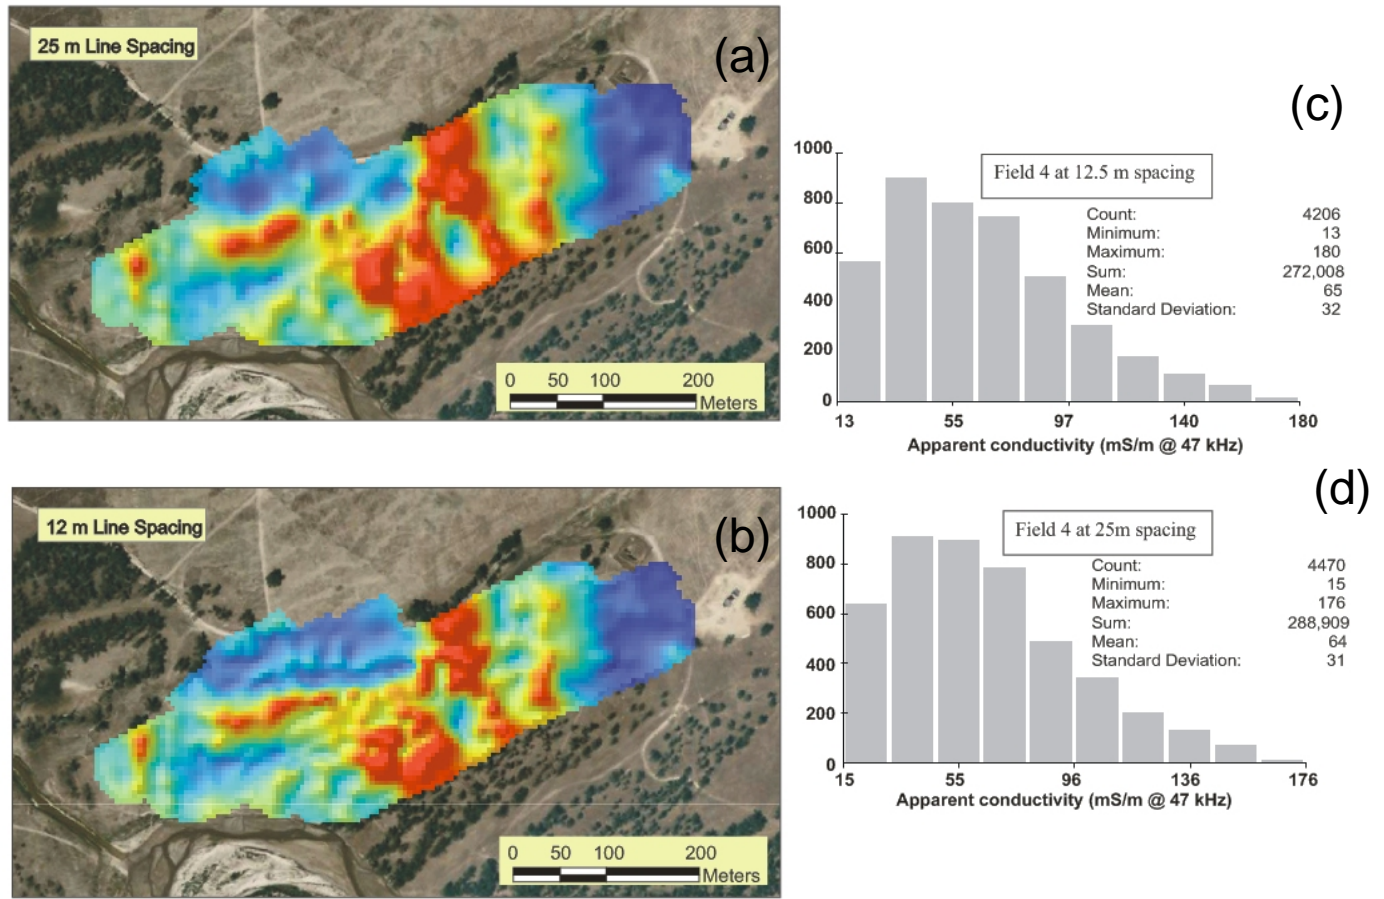 25 m Line Spacing
(a)
0 50 100 200
Meters
12 m Line Spacing
(b)
0 50 100 200
Meters
(c)
Field 4 at 12.5 m spacing
Count: 4206
Minimum: 13
Maximum: 180
Sum: 272,008
Mean: 65
Standard Deviation: 32
1000
800
600
400
200
0
13 55 97 140 180
Apparent conductivity (mS/m @ 47 kHz)
(d)
Field 4 at 25m spacing
Count: 4470
Minimum: 15
Maximum: 176
Sum: 288,909
Mean: 64
Standard Deviation: 31
1000
800
600
400
200
0
15 55 96 136 176
Apparent conductivity (mS/m @ 47 kHz)